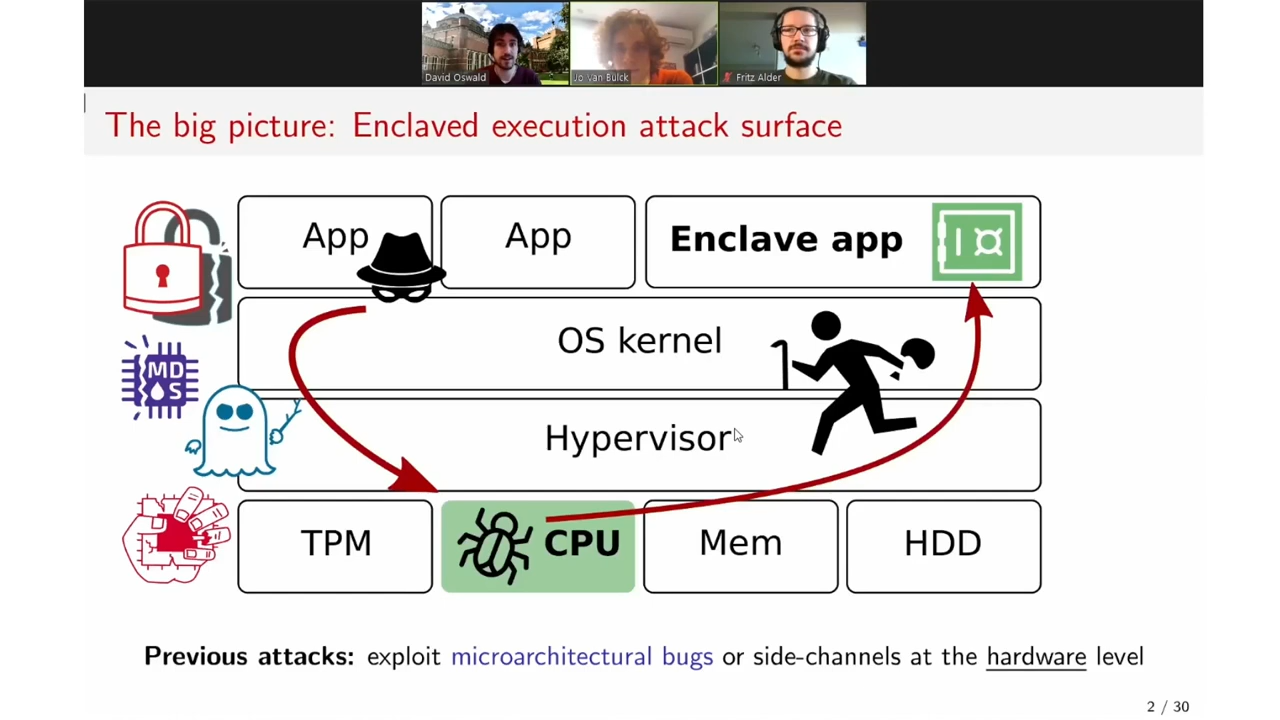 David Oswald
Jo Van Bulck
Fritz Alder
The big picture: Enclaved execution attack surface
App
App
Enclave app
OS kernel
MD
S
Hypervisor
TPM
CPU
Mem
HDD
Previous attacks: exploit microarchitectural bugs or side-channels at the hardware level
2 / 30